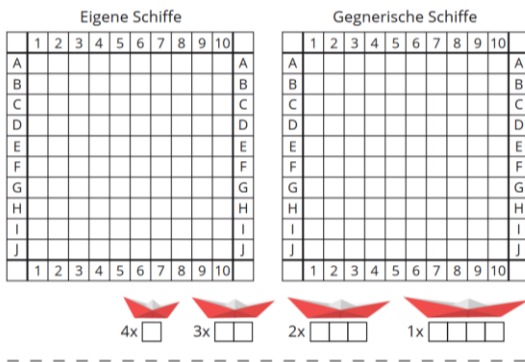 Eigene Schiffe Gegnerische Schiffe
1 2 3 4 5 6 7 8 9 10 1 2 3 4 5 6 7 8 9 10
A A A A
B B B B
C C C C
D D D D
E E E E
F F F F
G G G G
H H H H
I I I I
J J J J
1 2 3 4 5 6 7 8 9 10 1 2 3 4 5 6 7 8 9 10
4x 3x 2x 1x